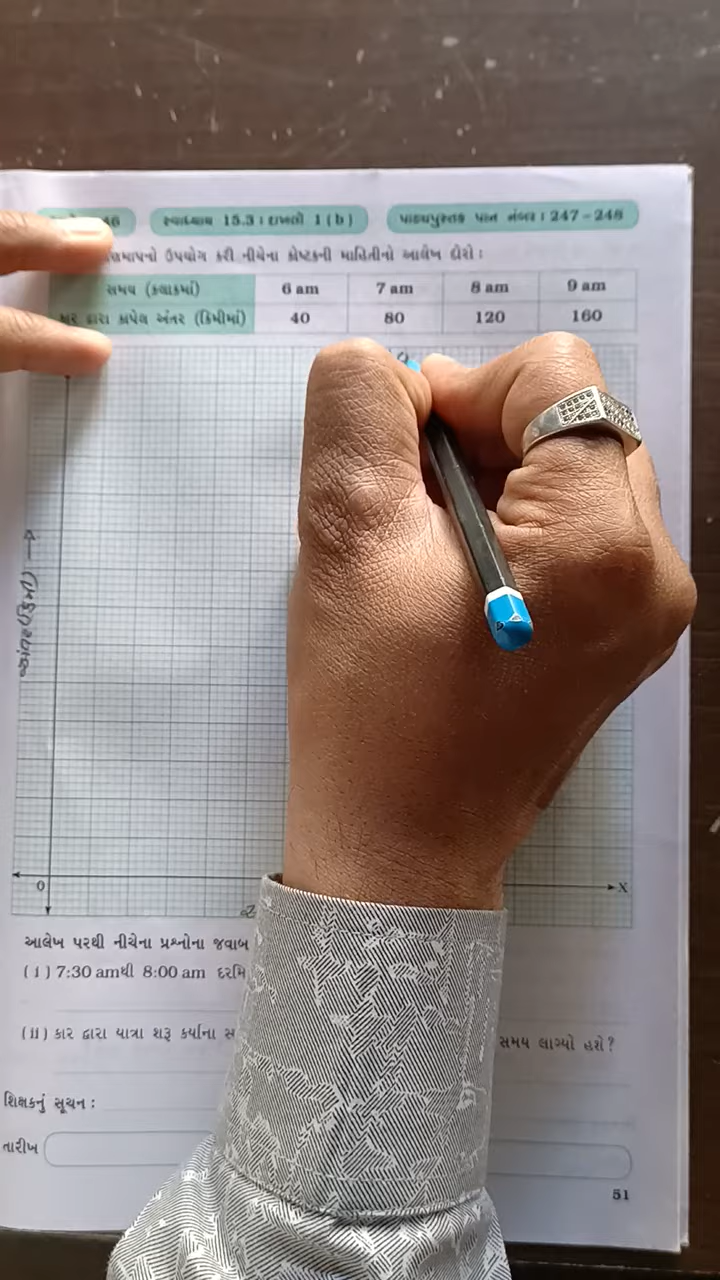 46 સ્વાધ્યાય 15.3 : દાખલો 1 (b) પાઠ્યપુસ્તક પાન નંબર : 247 – 248
ઉપયોગ કરી નીચેના કોષ્ટકની માહિતીનો આલેખ દોરો :
સમય (કલાકમાં) 6 am 7 am 8 am 9 am
કાર દ્વારા કાપેલ અંતર (કિમીમાં) 40 80 120 160
અંતર (કિમી) →
0 X
આલેખ પરથી નીચેના પ્રશ્નોના જવાબ
(i) 7:30 amથી 8:00 am
(ii) કાર દ્વારા યાત્રા શરૂ કર્યાના સમય લાગ્યો હશે?
શિક્ષકનું સૂચન :
તારીખ
51